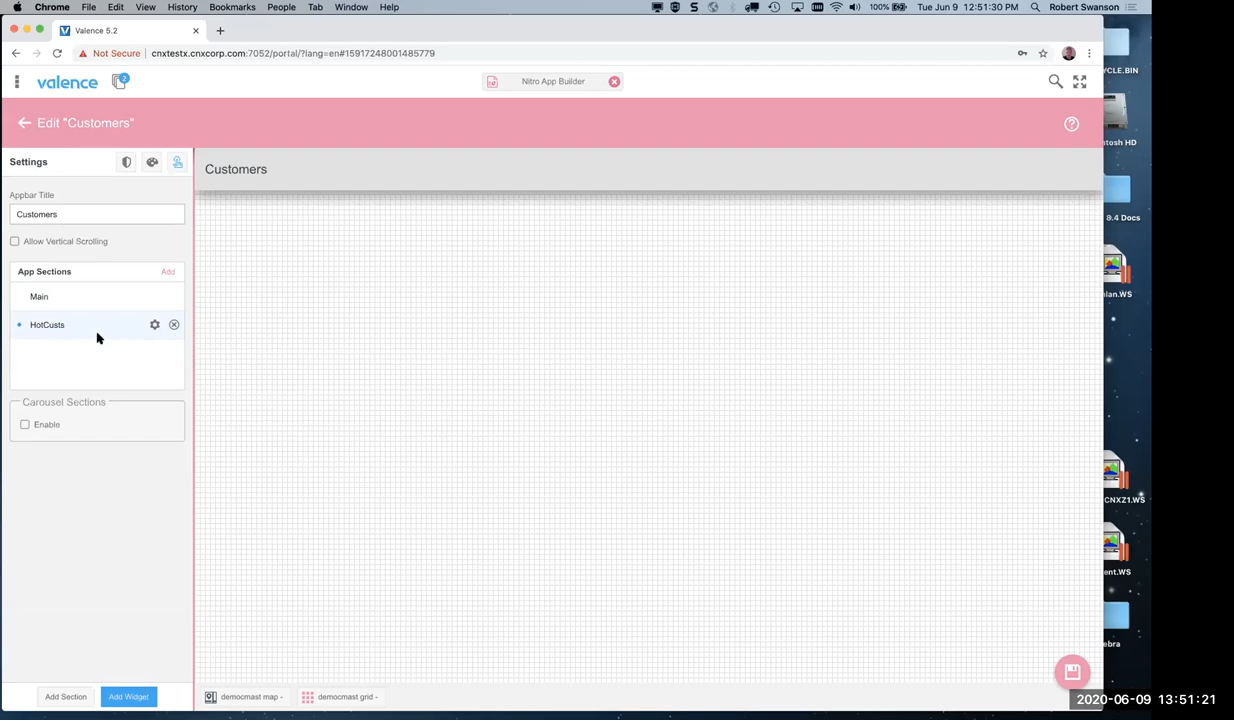 Chrome File Edit View History Bookmarks People Tab Window Help 100% Tue Jun 9 12:51:30 PM Robert Swanson
Valence 5.2
Not Secure cnxtestx.cnxcorp.com:7052/portal/?lang=en#15917248001485779
YCLE.BIN
valence 2 Nitro App Builder
Edit "Customers"
tosh HD
Settings
Customers
Appbar Title
Customers
9.4 Docs
Allow Vertical Scrolling
App Sections Add
Main
lan.WS
HotCusts
Carousel Sections
Enable
CNXZ1.WS
ent.WS
ebra
Add Section Add Widget democmast map - democmast grid -
2020-06-09 13:51:21